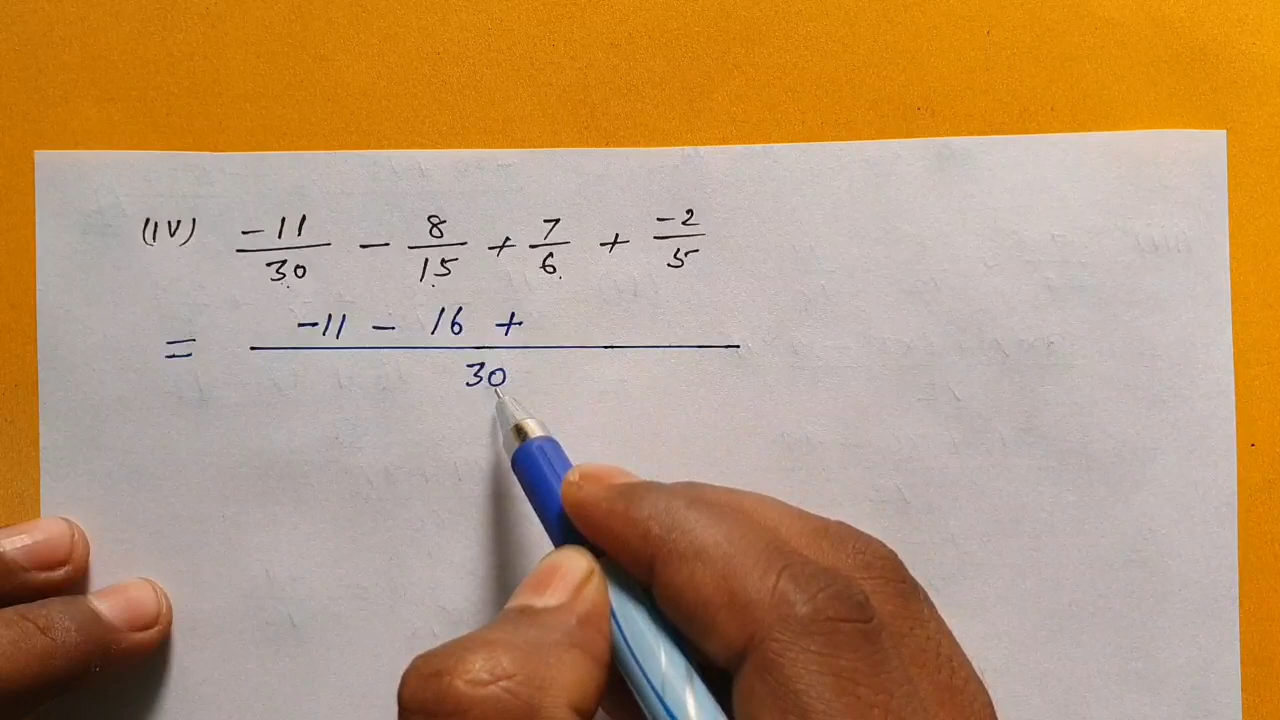 (iv) -11/30 - 8/15 + 7/6 + -2/5
= -11 - 16 + / 30